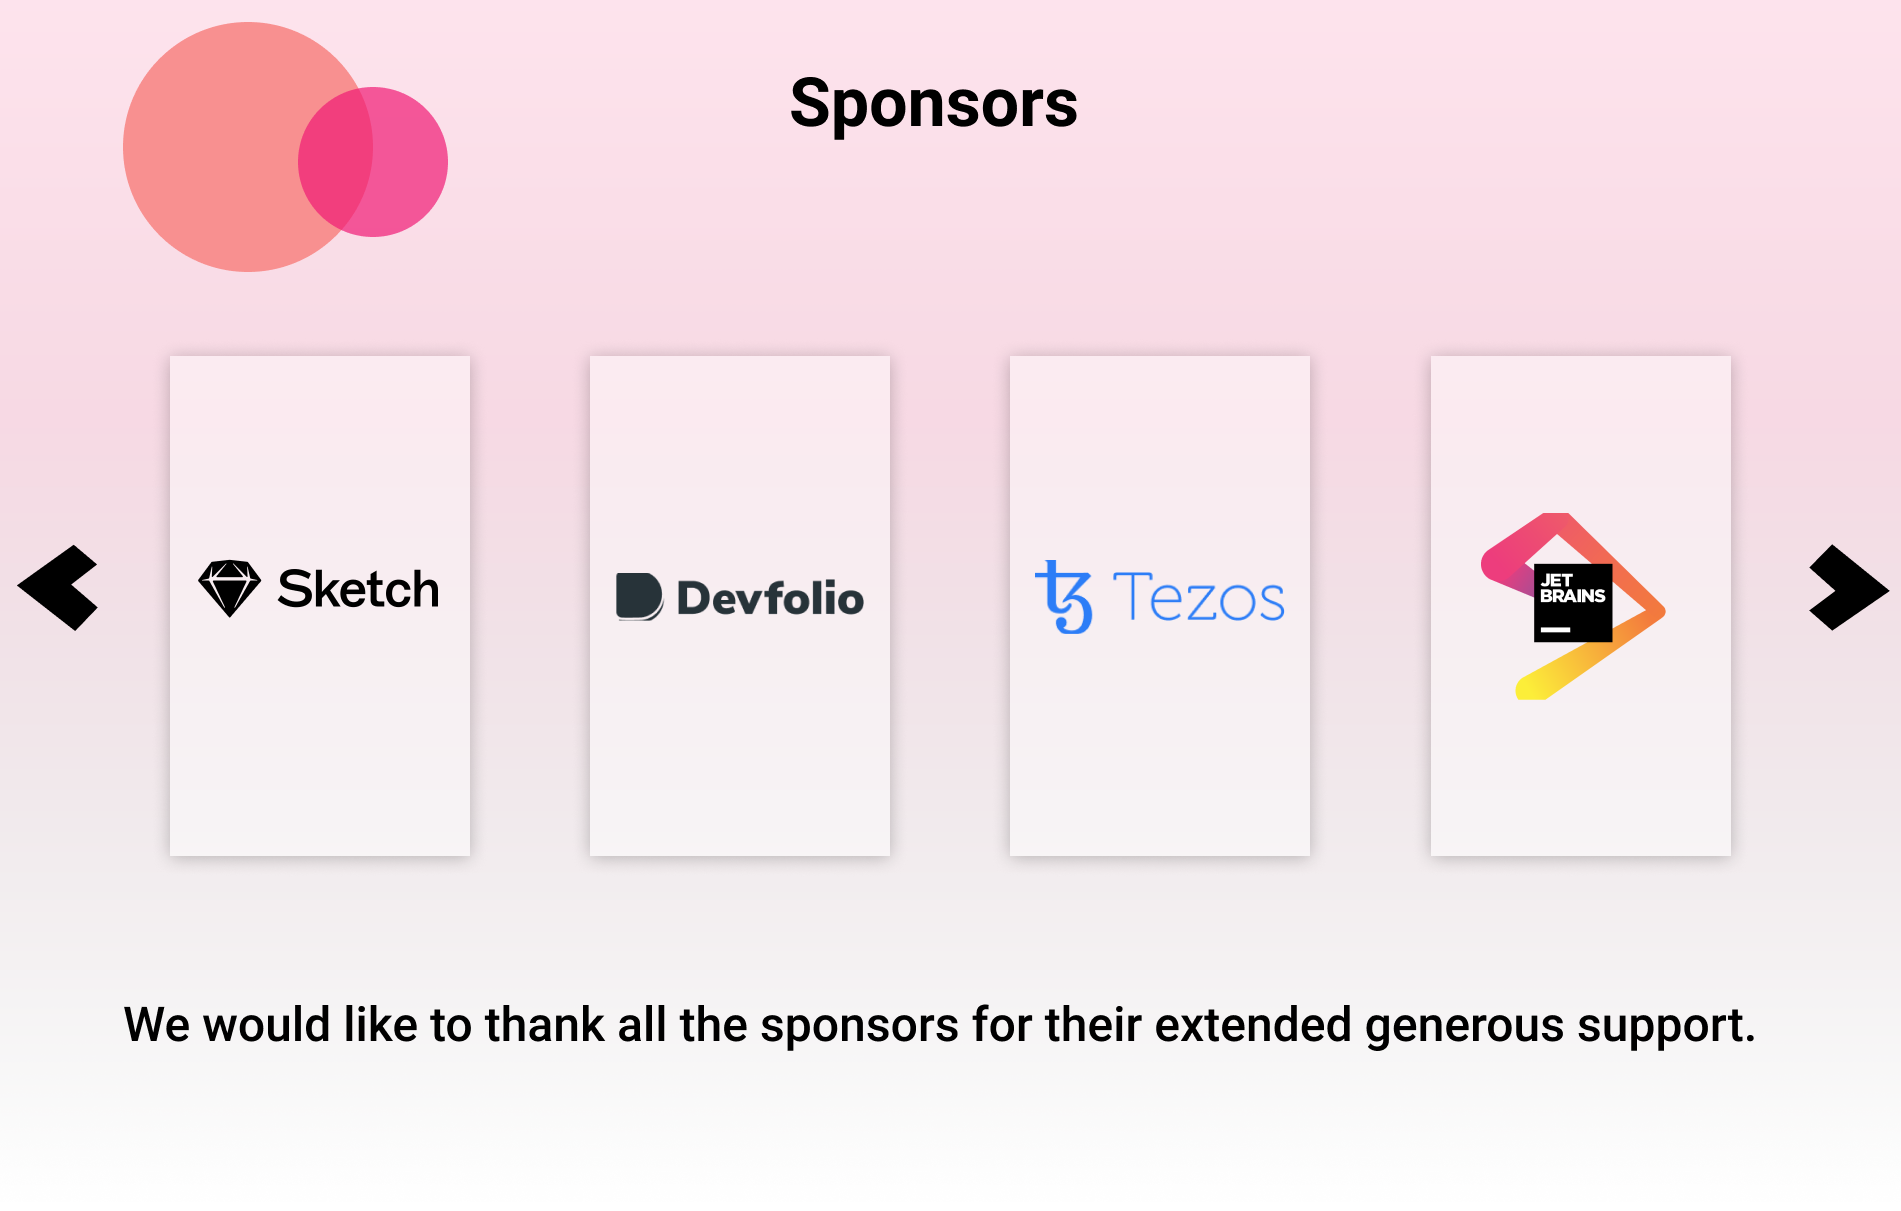 Sponsors
Sketch
Devfolio
Tezos
JET
BRAINS
We would like to thank all the sponsors for their extended generous support.